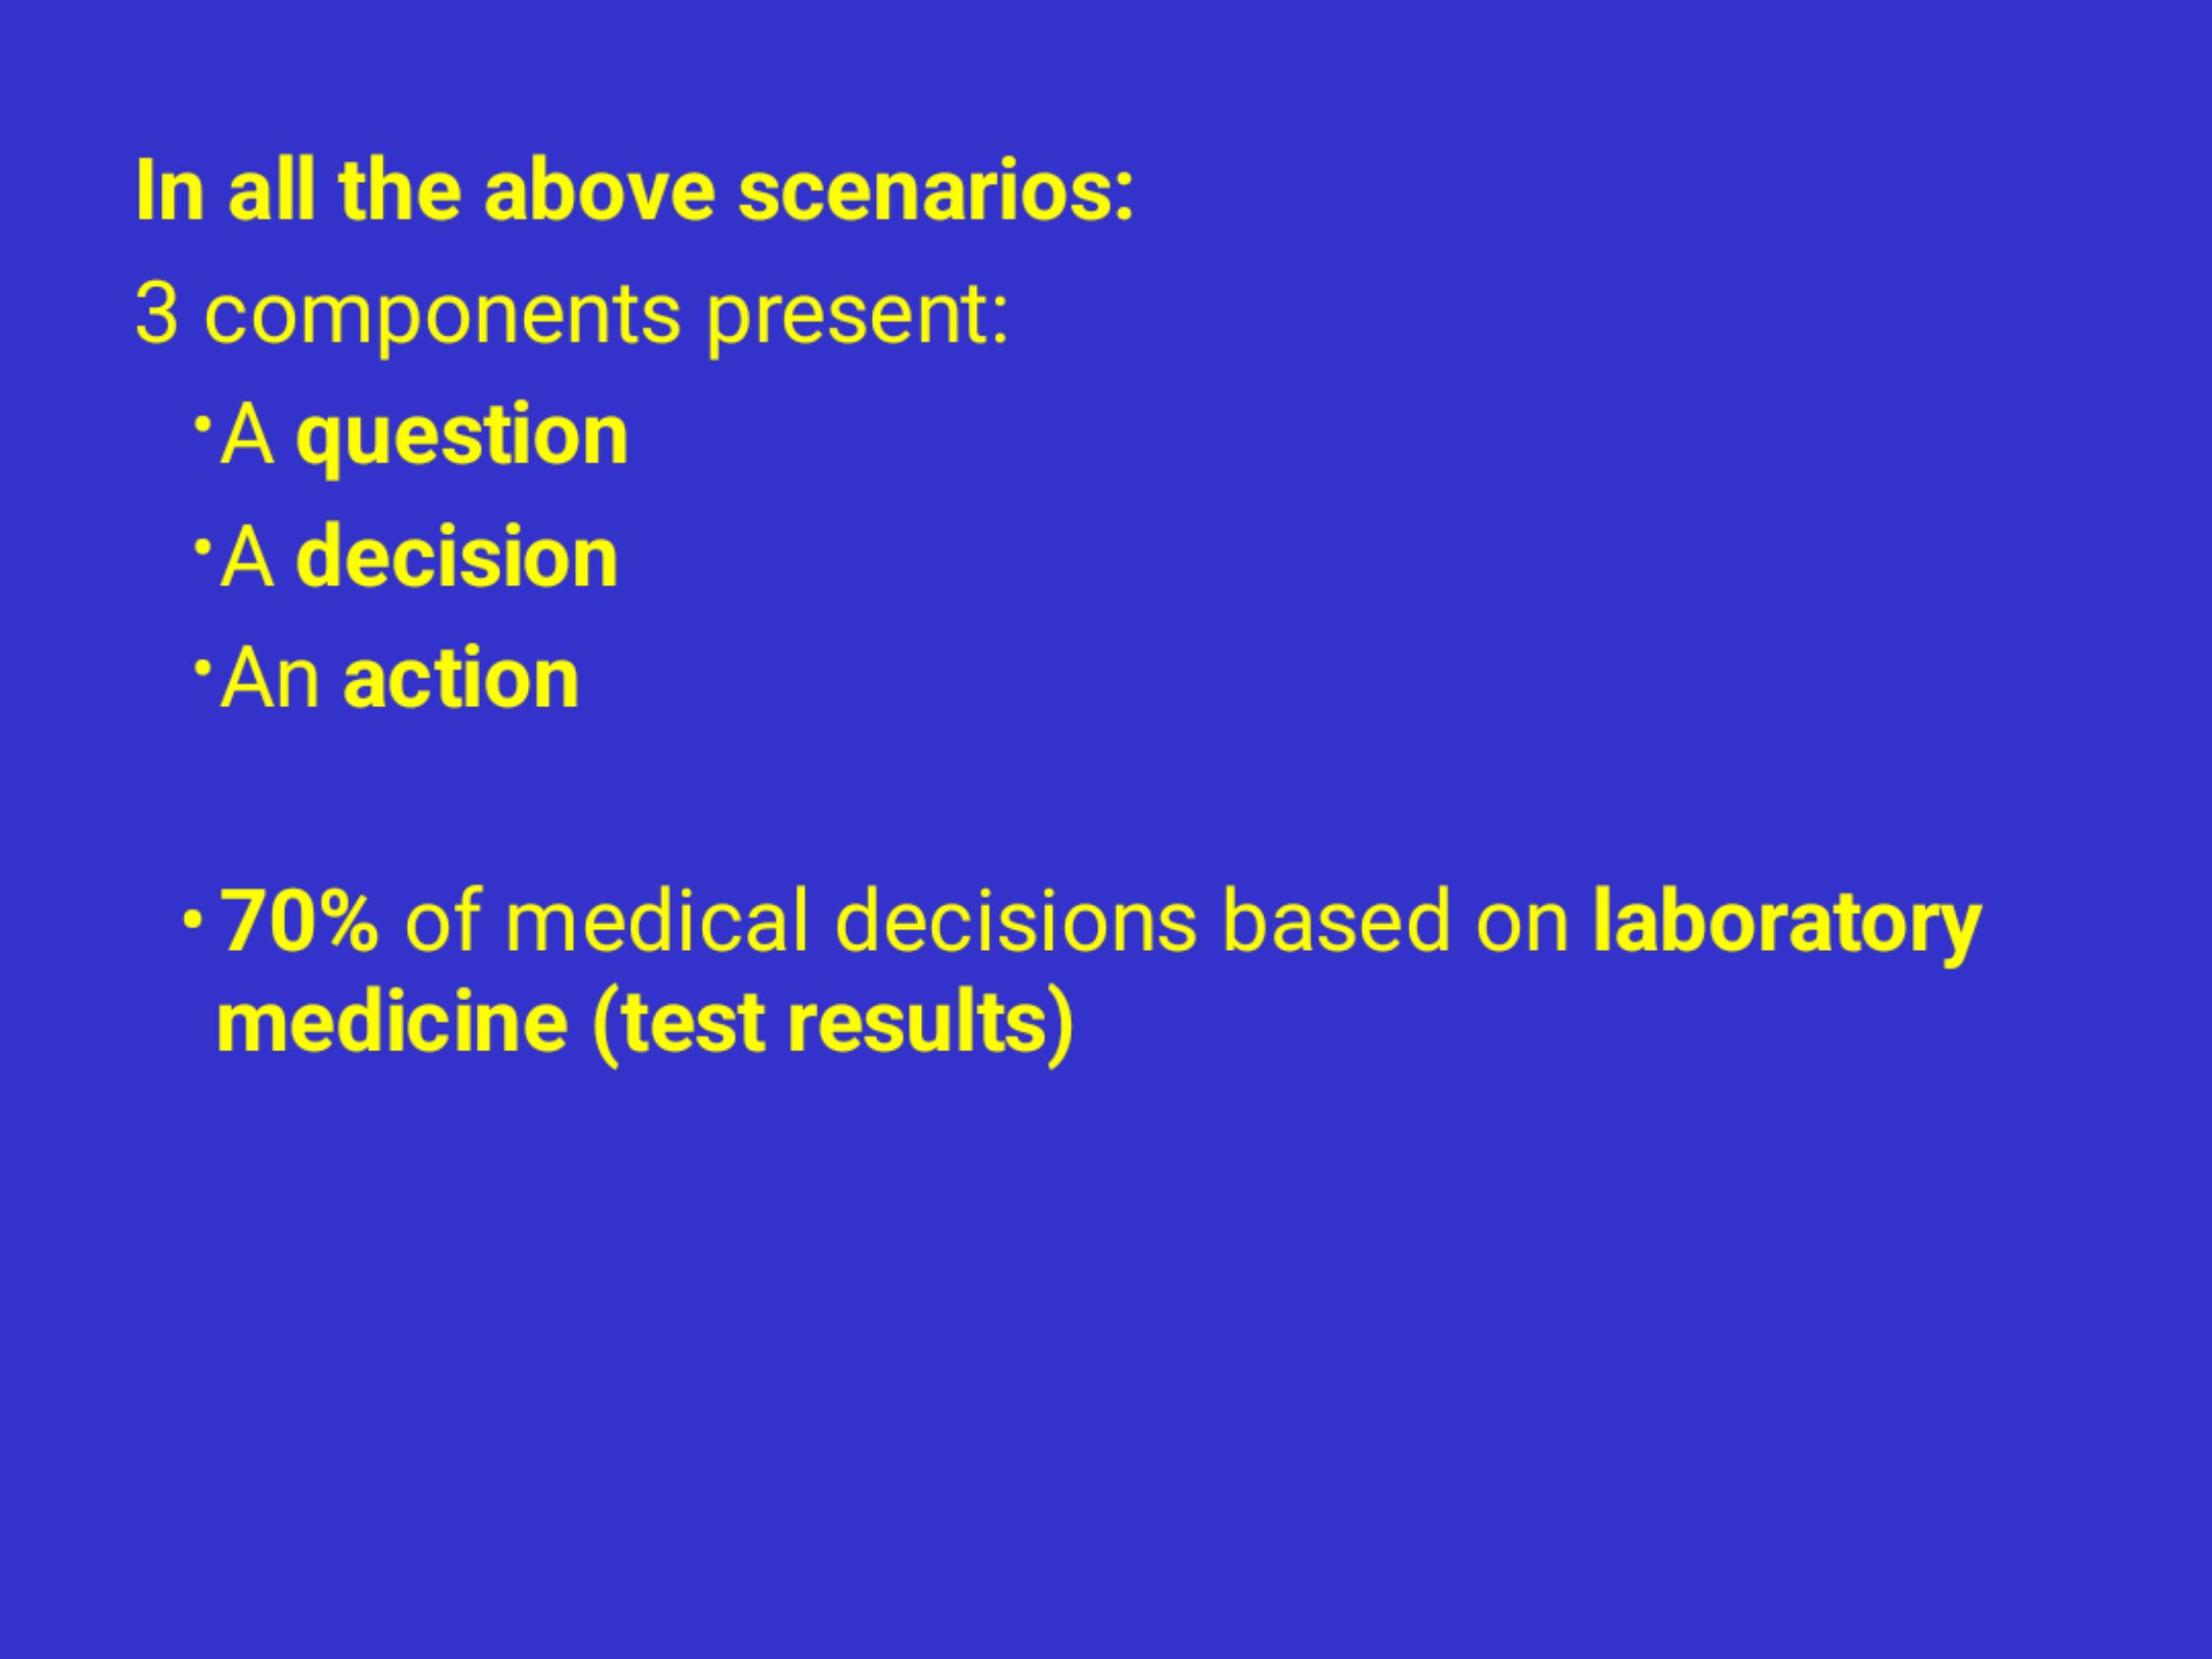 In all the above scenarios:
3 components present:
•A question
•A decision
•An action
•70% of medical decisions based on laboratory
medicine (test results)